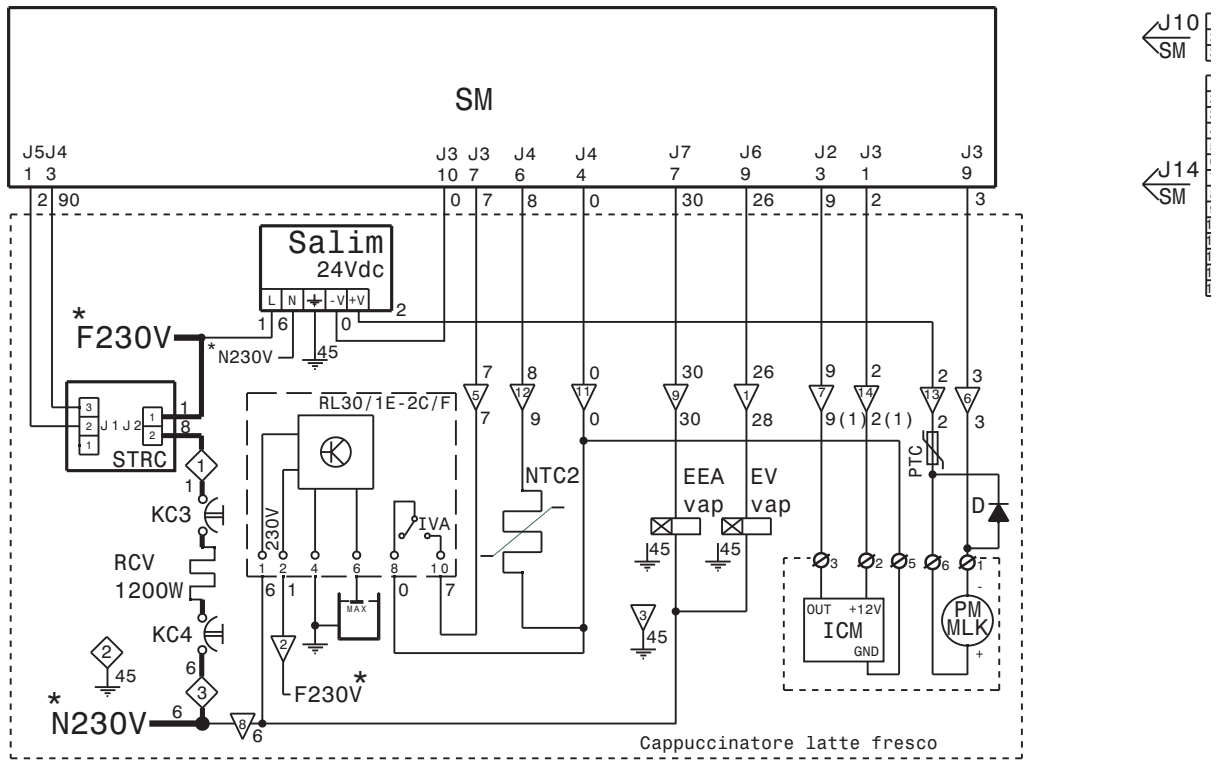 SM
J5 J4 J3 J3 J4 J4 J7 J6 J2 J3 J3
1 3 10 7 6 4 7 9 3 1 9
2 90 0 7 8 0 30 26 9 2 3
J10
SM
J14
SM
Salim
24Vdc
L N -V +V
2
1 6 0
45
* F230V
* N230V
7 8 0 30 26 9 2 2 3
5 12 11 9 1 7 14 13 6
7 9 0 30 28 9(1) 2(1) 2 3
3
2
1
J1 J2
1
2
STRC
1
8
1
1
KC3
RCV
1200W
KC4
6
2
45
3
* N230V
6
8
6
RL30/1E-2C/F
230V
IVA
1 2 4 6 8 10
6 1 0 7
MAX
2
F230V*
NTC2
EEA
vap
EV
vap
45
45
3
45
PTC
D
3 2 5 6 1
OUT +12V
ICM
GND
-
PM
MLK
+
Cappuccinatore latte fresco